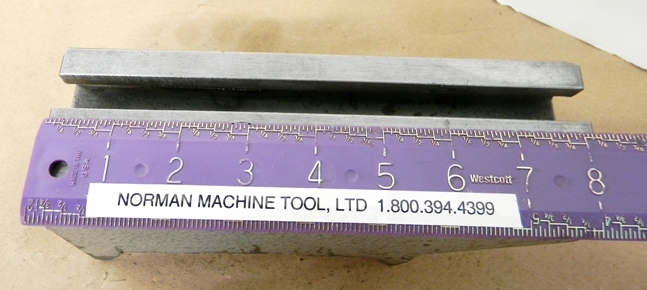 1 2 3 4 5 6 Westcott 7 8
NORMAN MACHINE TOOL, LTD 1.800.394.4399